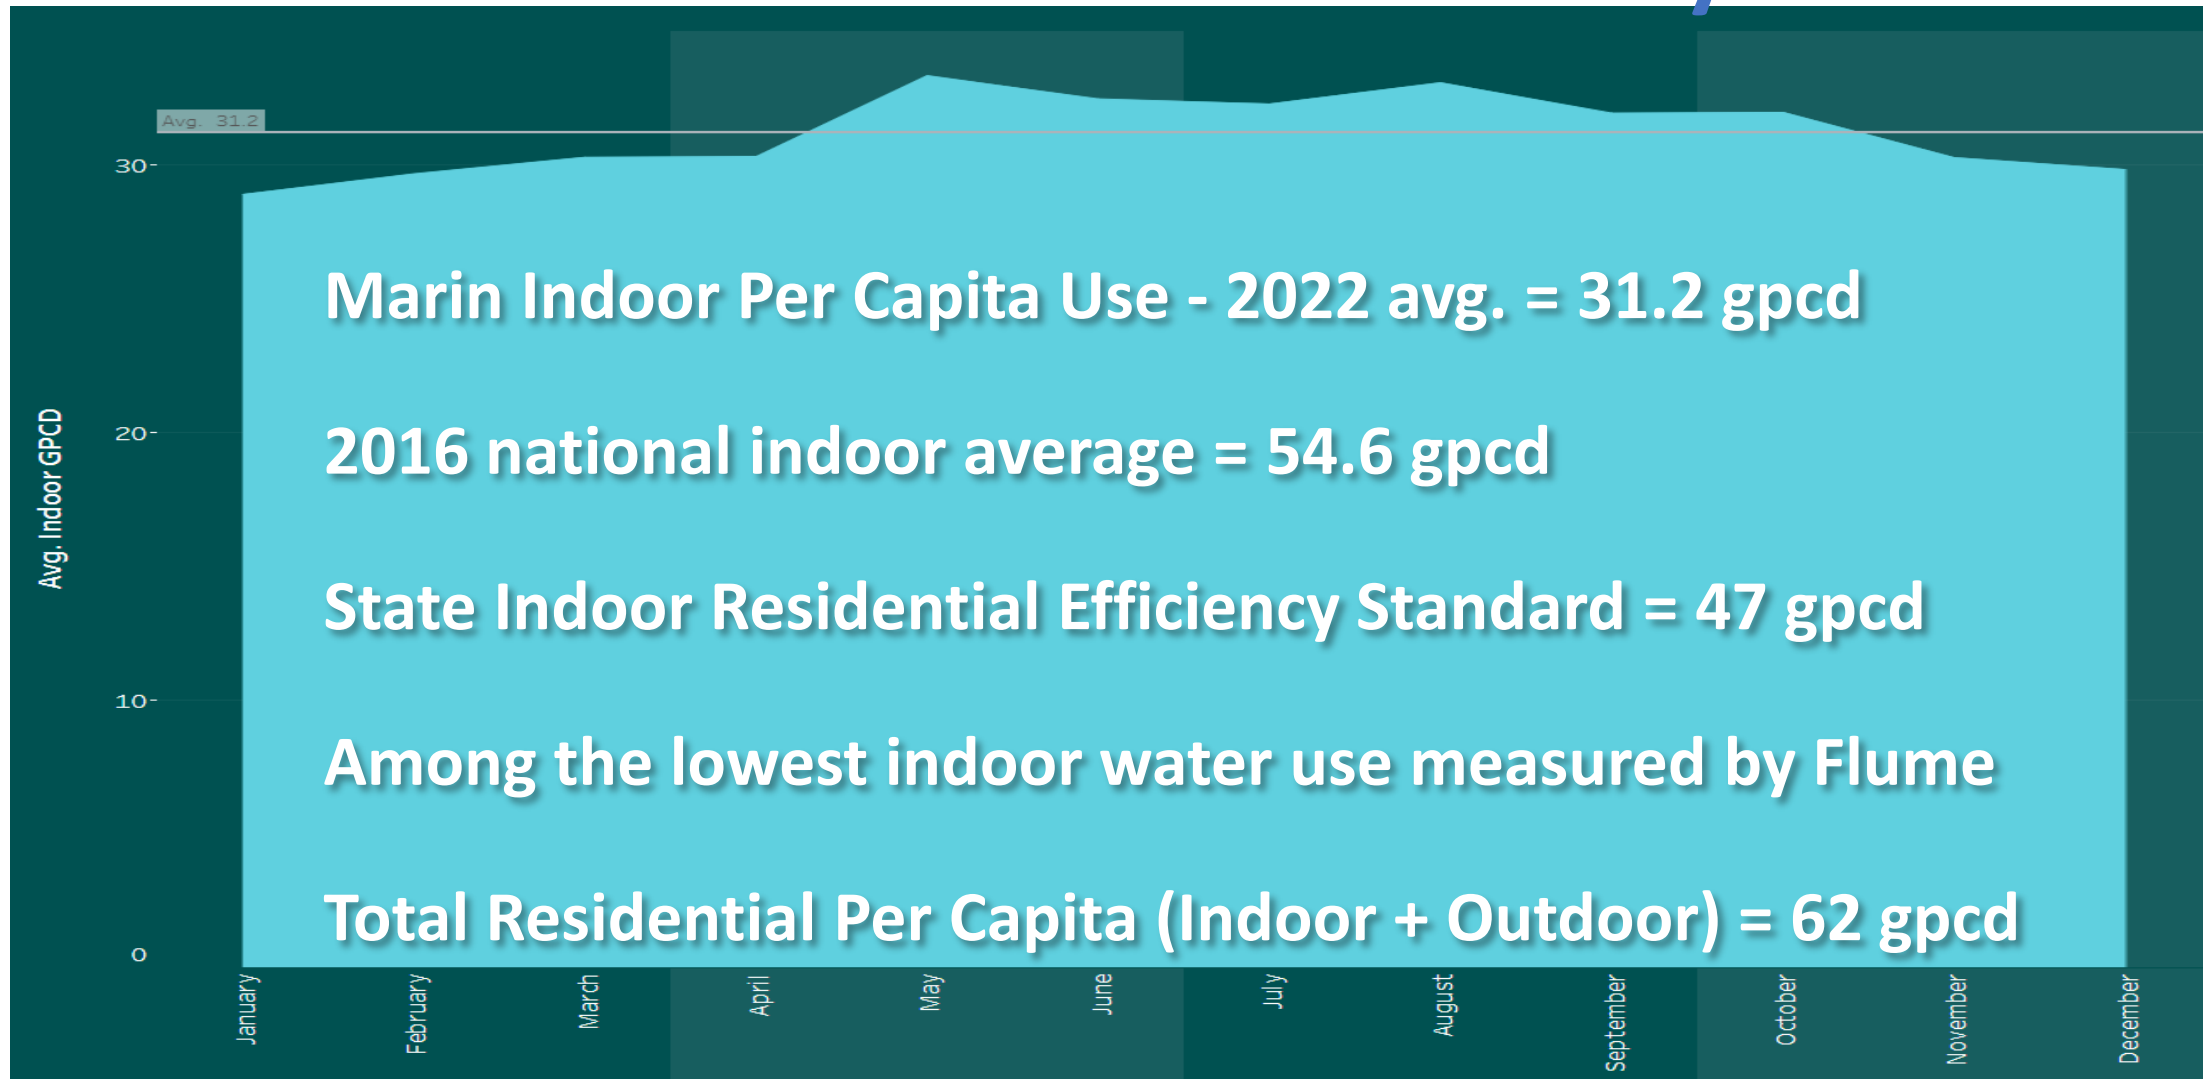 Avg. 31.2
30
20
10
0
Avg. Indoor GPCD
Marin Indoor Per Capita Use - 2022 avg. = 31.2 gpcd
2016 national indoor average = 54.6 gpcd
State Indoor Residential Efficiency Standard = 47 gpcd
Among the lowest indoor water use measured by Flume
Total Residential Per Capita (Indoor + Outdoor) = 62 gpcd
January
February
March
April
May
June
July
August
September
October
November
December